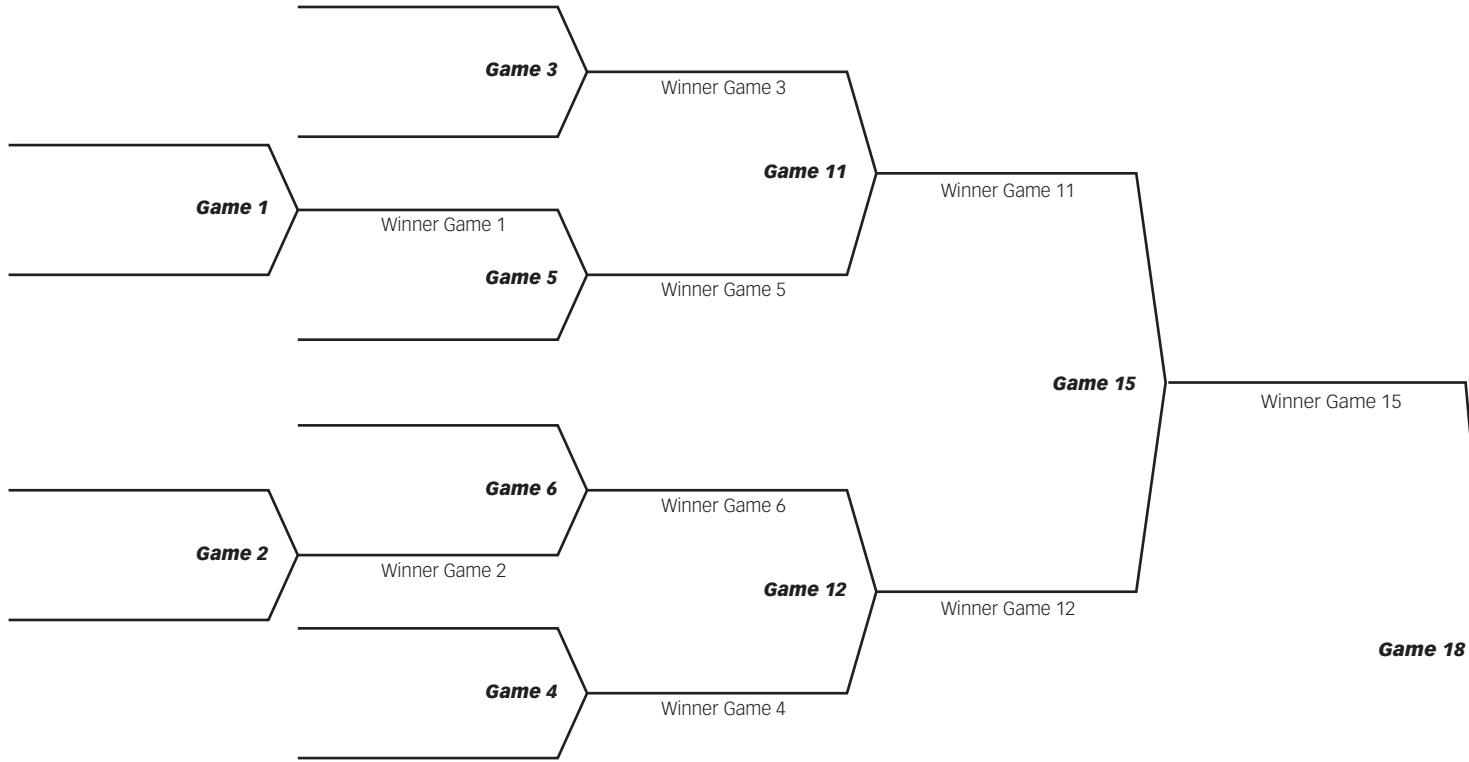 Game 3
Winner Game 3
Game 11
Winner Game 11
Game 1
Winner Game 1
Game 5
Winner Game 5
Game 15
Winner Game 15
Game 6
Winner Game 6
Game 2
Winner Game 2
Game 12
Winner Game 12
Game 18
Game 4
Winner Game 4